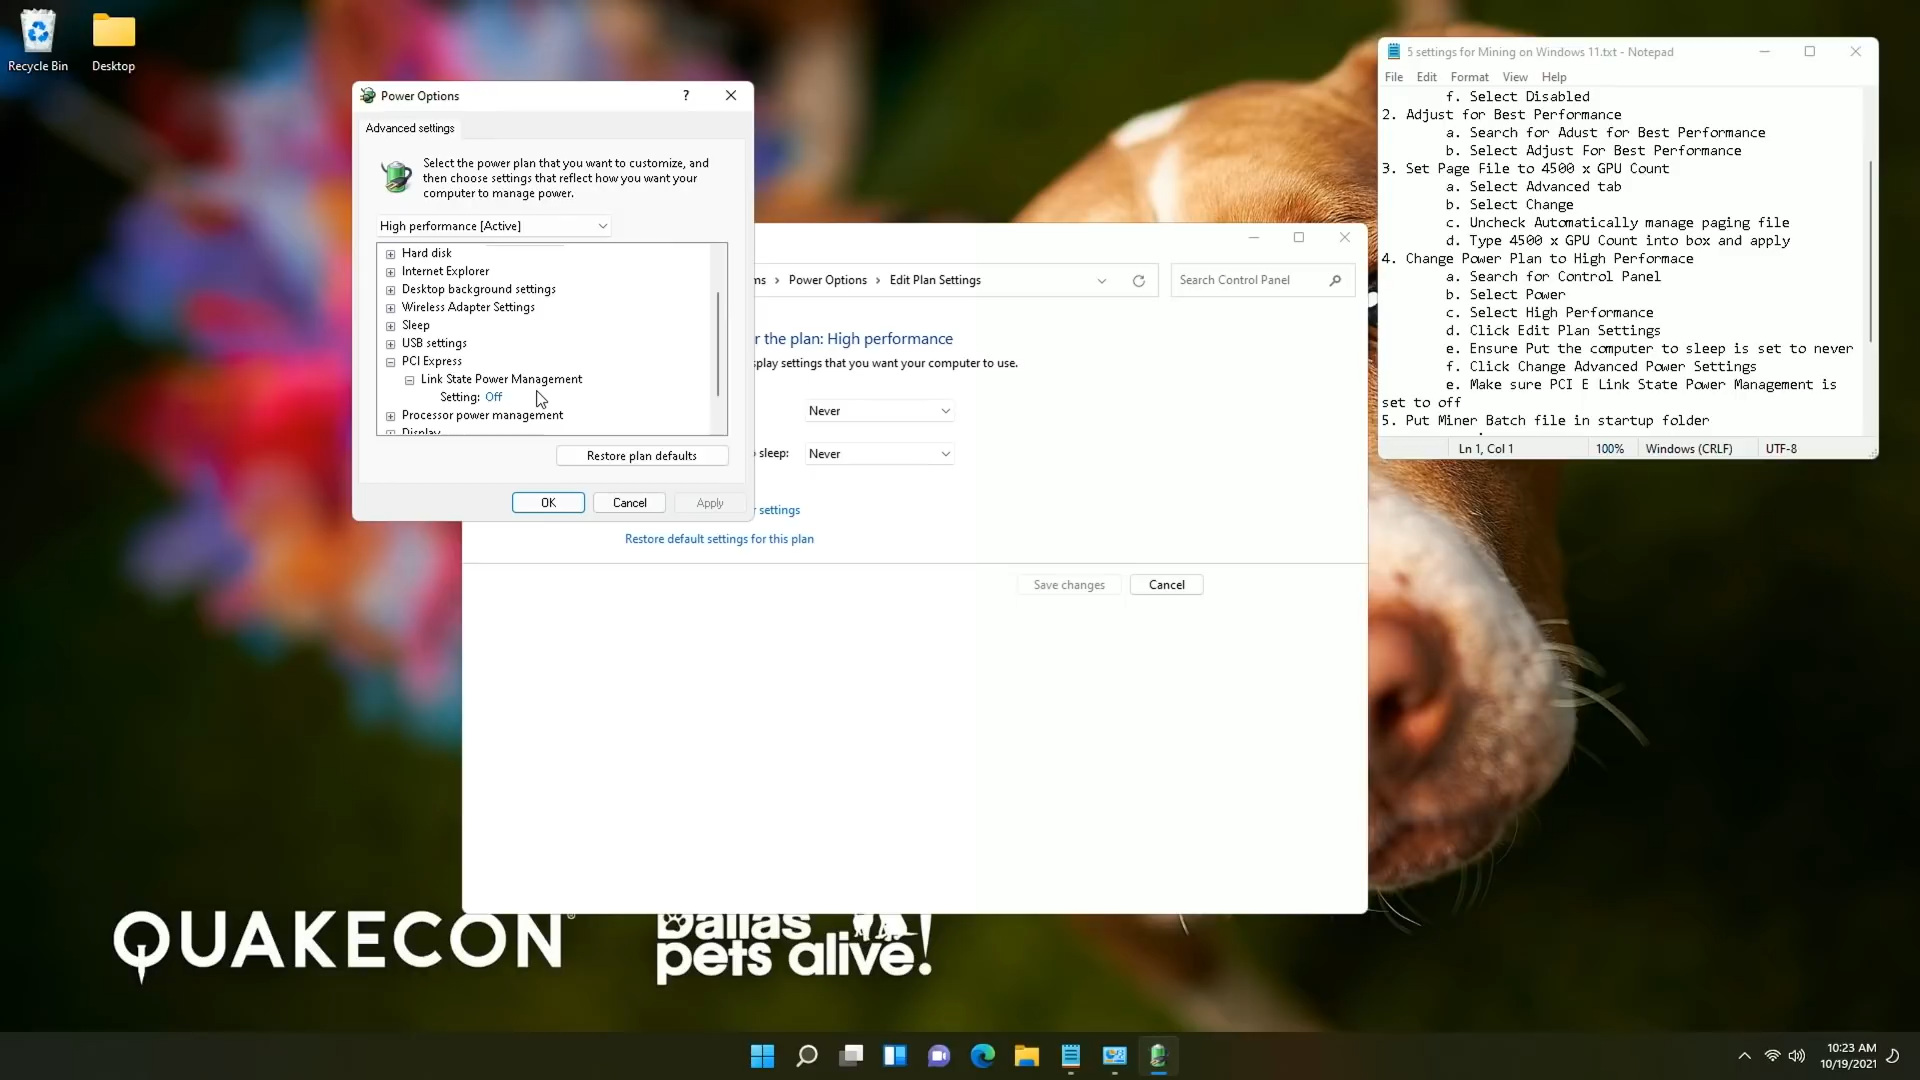 Recycle Bin
Desktop
Power Options
?
Advanced settings
Select the power plan that you want to customize, and
then choose settings that reflect how you want your
computer to manage power.
High performance [Active]
Hard disk
Internet Explorer
Desktop background settings
Wireless Adapter Settings
Sleep
USB settings
PCI Express
Link State Power Management
Setting: Off
Processor power management
Display
Restore plan defaults
OK
Cancel
Apply
ms > Power Options > Edit Plan Settings
Search Control Panel
r the plan: High performance
splay settings that you want your computer to use.
Never
sleep: Never
settings
Restore default settings for this plan
Save changes
Cancel
5 settings for Mining on Windows 11.txt - Notepad
File Edit Format View Help
f. Select Disabled
2. Adjust for Best Performance
a. Search for Adust for Best Performance
b. Select Adjust For Best Performance
3. Set Page File to 4500 x GPU Count
a. Select Advanced tab
b. Select Change
c. Uncheck Automatically manage paging file
d. Type 4500 x GPU Count into box and apply
4. Change Power Plan to High Performace
a. Search for Control Panel
b. Select Power
c. Select High Performance
d. Click Edit Plan Settings
e. Ensure Put the computer to sleep is set to never
f. Click Change Advanced Power Settings
e. Make sure PCI E Link State Power Management is
set to off
5. Put Miner Batch file in startup folder
Ln 1, Col 1
100%
Windows (CRLF)
UTF-8
QUAKECON
Dallas
pets alive!
10:23 AM
10/19/2021